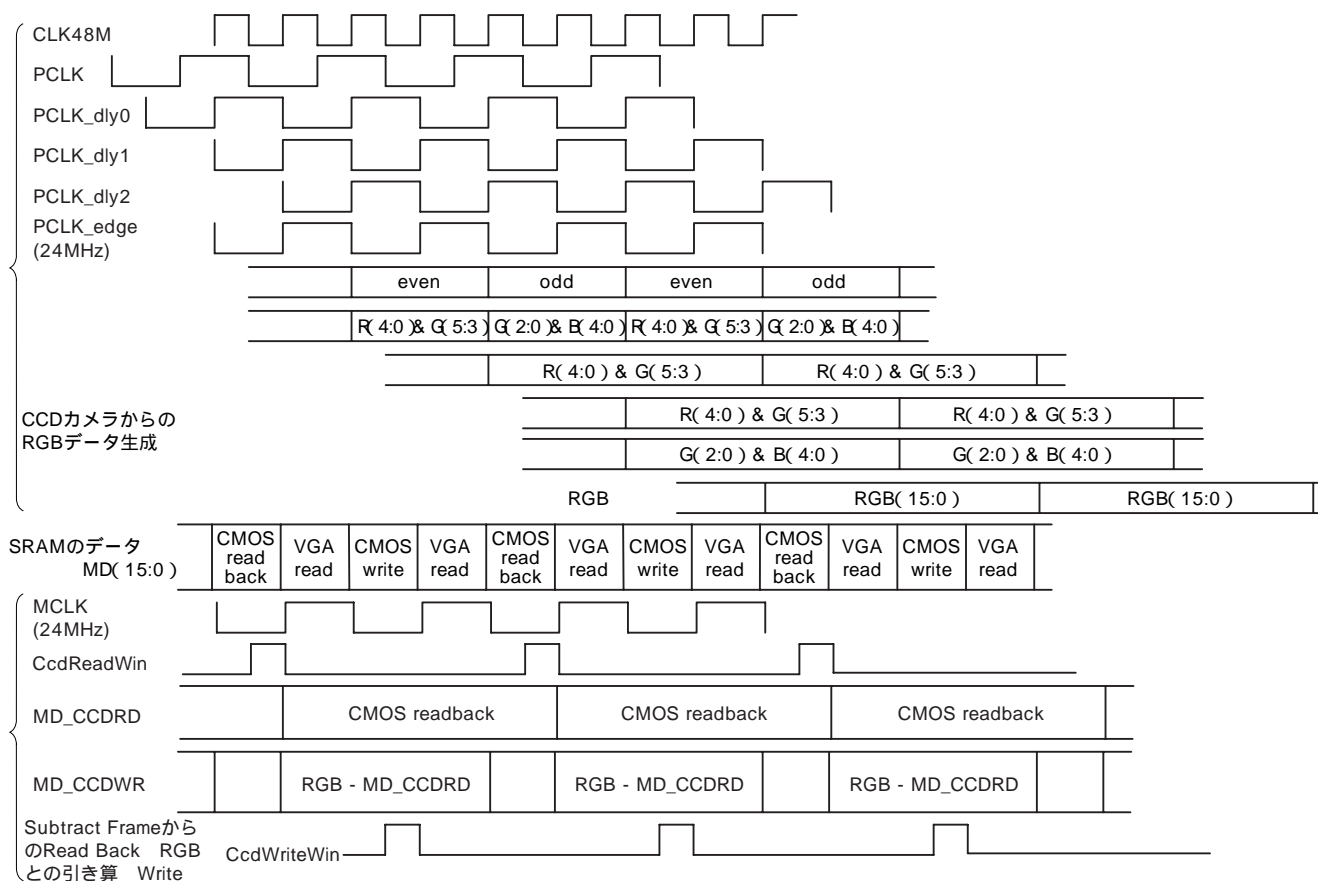 CLK48M
PCLK
PCLK_dly0
PCLK_dly1
PCLK_dly2
PCLK_edge
(24MHz)
even odd even odd
R( 4:0 )& G( 5:3 ) G( 2:0 )& B( 4:0 ) R( 4:0 )& G( 5:3 ) G( 2:0 )& B( 4:0 )
R( 4:0 ) & G( 5:3 ) R( 4:0 ) & G( 5:3 )
CCDカメラからの
RGBデータ生成
R( 4:0 ) & G( 5:3 ) R( 4:0 ) & G( 5:3 )
G( 2:0 ) & B( 4:0 ) G( 2:0 ) & B( 4:0 )
RGB RGB( 15:0 ) RGB( 15:0 )
SRAMのデータ
MD( 15:0 )
CMOS read back
VGA read
CMOS write
VGA read
CMOS read back
VGA read
CMOS write
VGA read
CMOS read back
VGA read
CMOS write
VGA read
MCLK
(24MHz)
CcdReadWin
MD_CCDRD CMOS readback CMOS readback CMOS readback
MD_CCDWR RGB - MD_CCDRD RGB - MD_CCDRD RGB - MD_CCDRD
Subtract Frameから
のRead Back RGB
との引き算 Write
CcdWriteWin